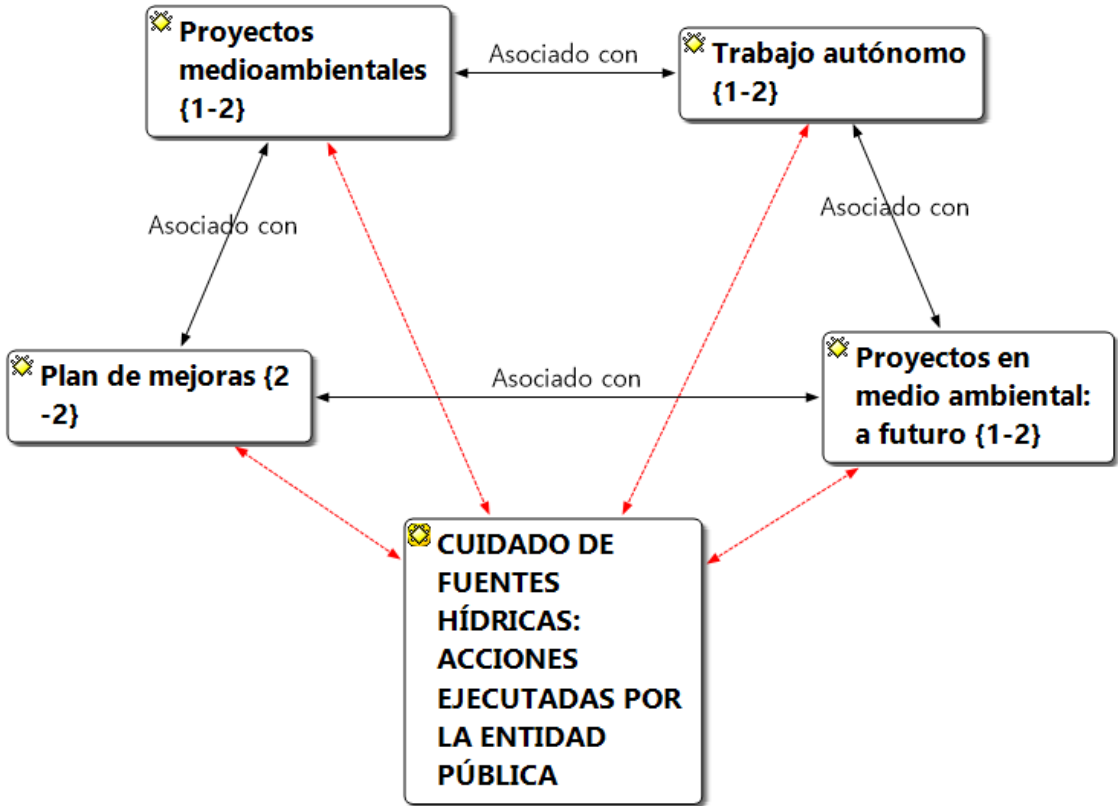 Proyectos
medioambientales
{1-2}
Asociado con
Trabajo autónomo
{1-2}
Asociado con
Asociado con
Plan de mejoras {2
-2}
Asociado con
Proyectos en
medio ambiental:
a futuro {1-2}
CUIDADO DE
FUENTES
HÍDRICAS:
ACCIONES
EJECUTADAS POR
LA ENTIDAD
PÚBLICA